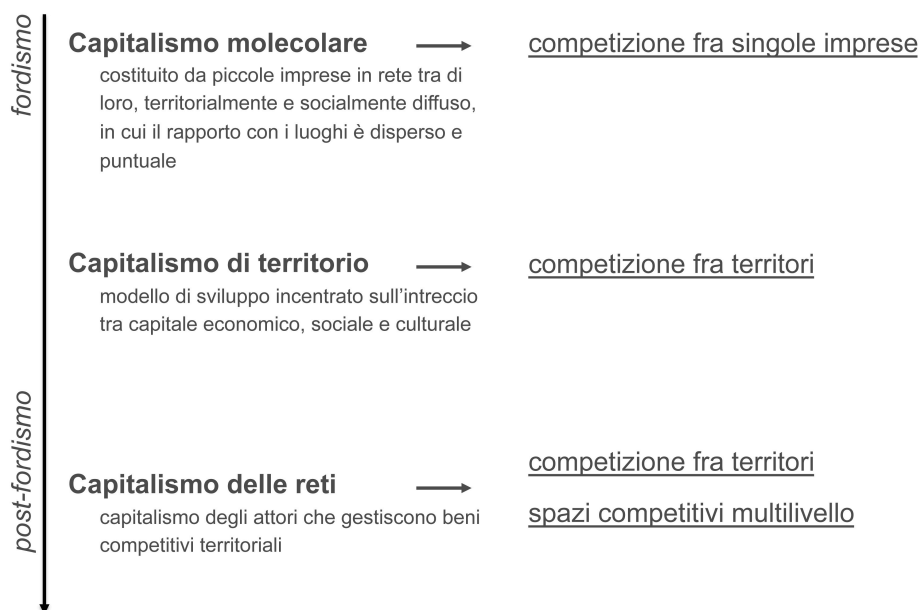 fordismo
Capitalismo molecolare
competizione fra singole imprese
costituito da piccole imprese in rete tra di
loro, territorialmente e socialmente diffuso,
in cui il rapporto con i luoghi è disperso e
puntuale
Capitalismo di territorio
competizione fra territori
modello di sviluppo incentrato sull'intreccio
tra capitale economico, sociale e culturale
post-fordismo
Capitalismo delle reti
competizione fra territori
spazi competitivi multilivello
capitalismo degli attori che gestiscono beni
competitivi territoriali